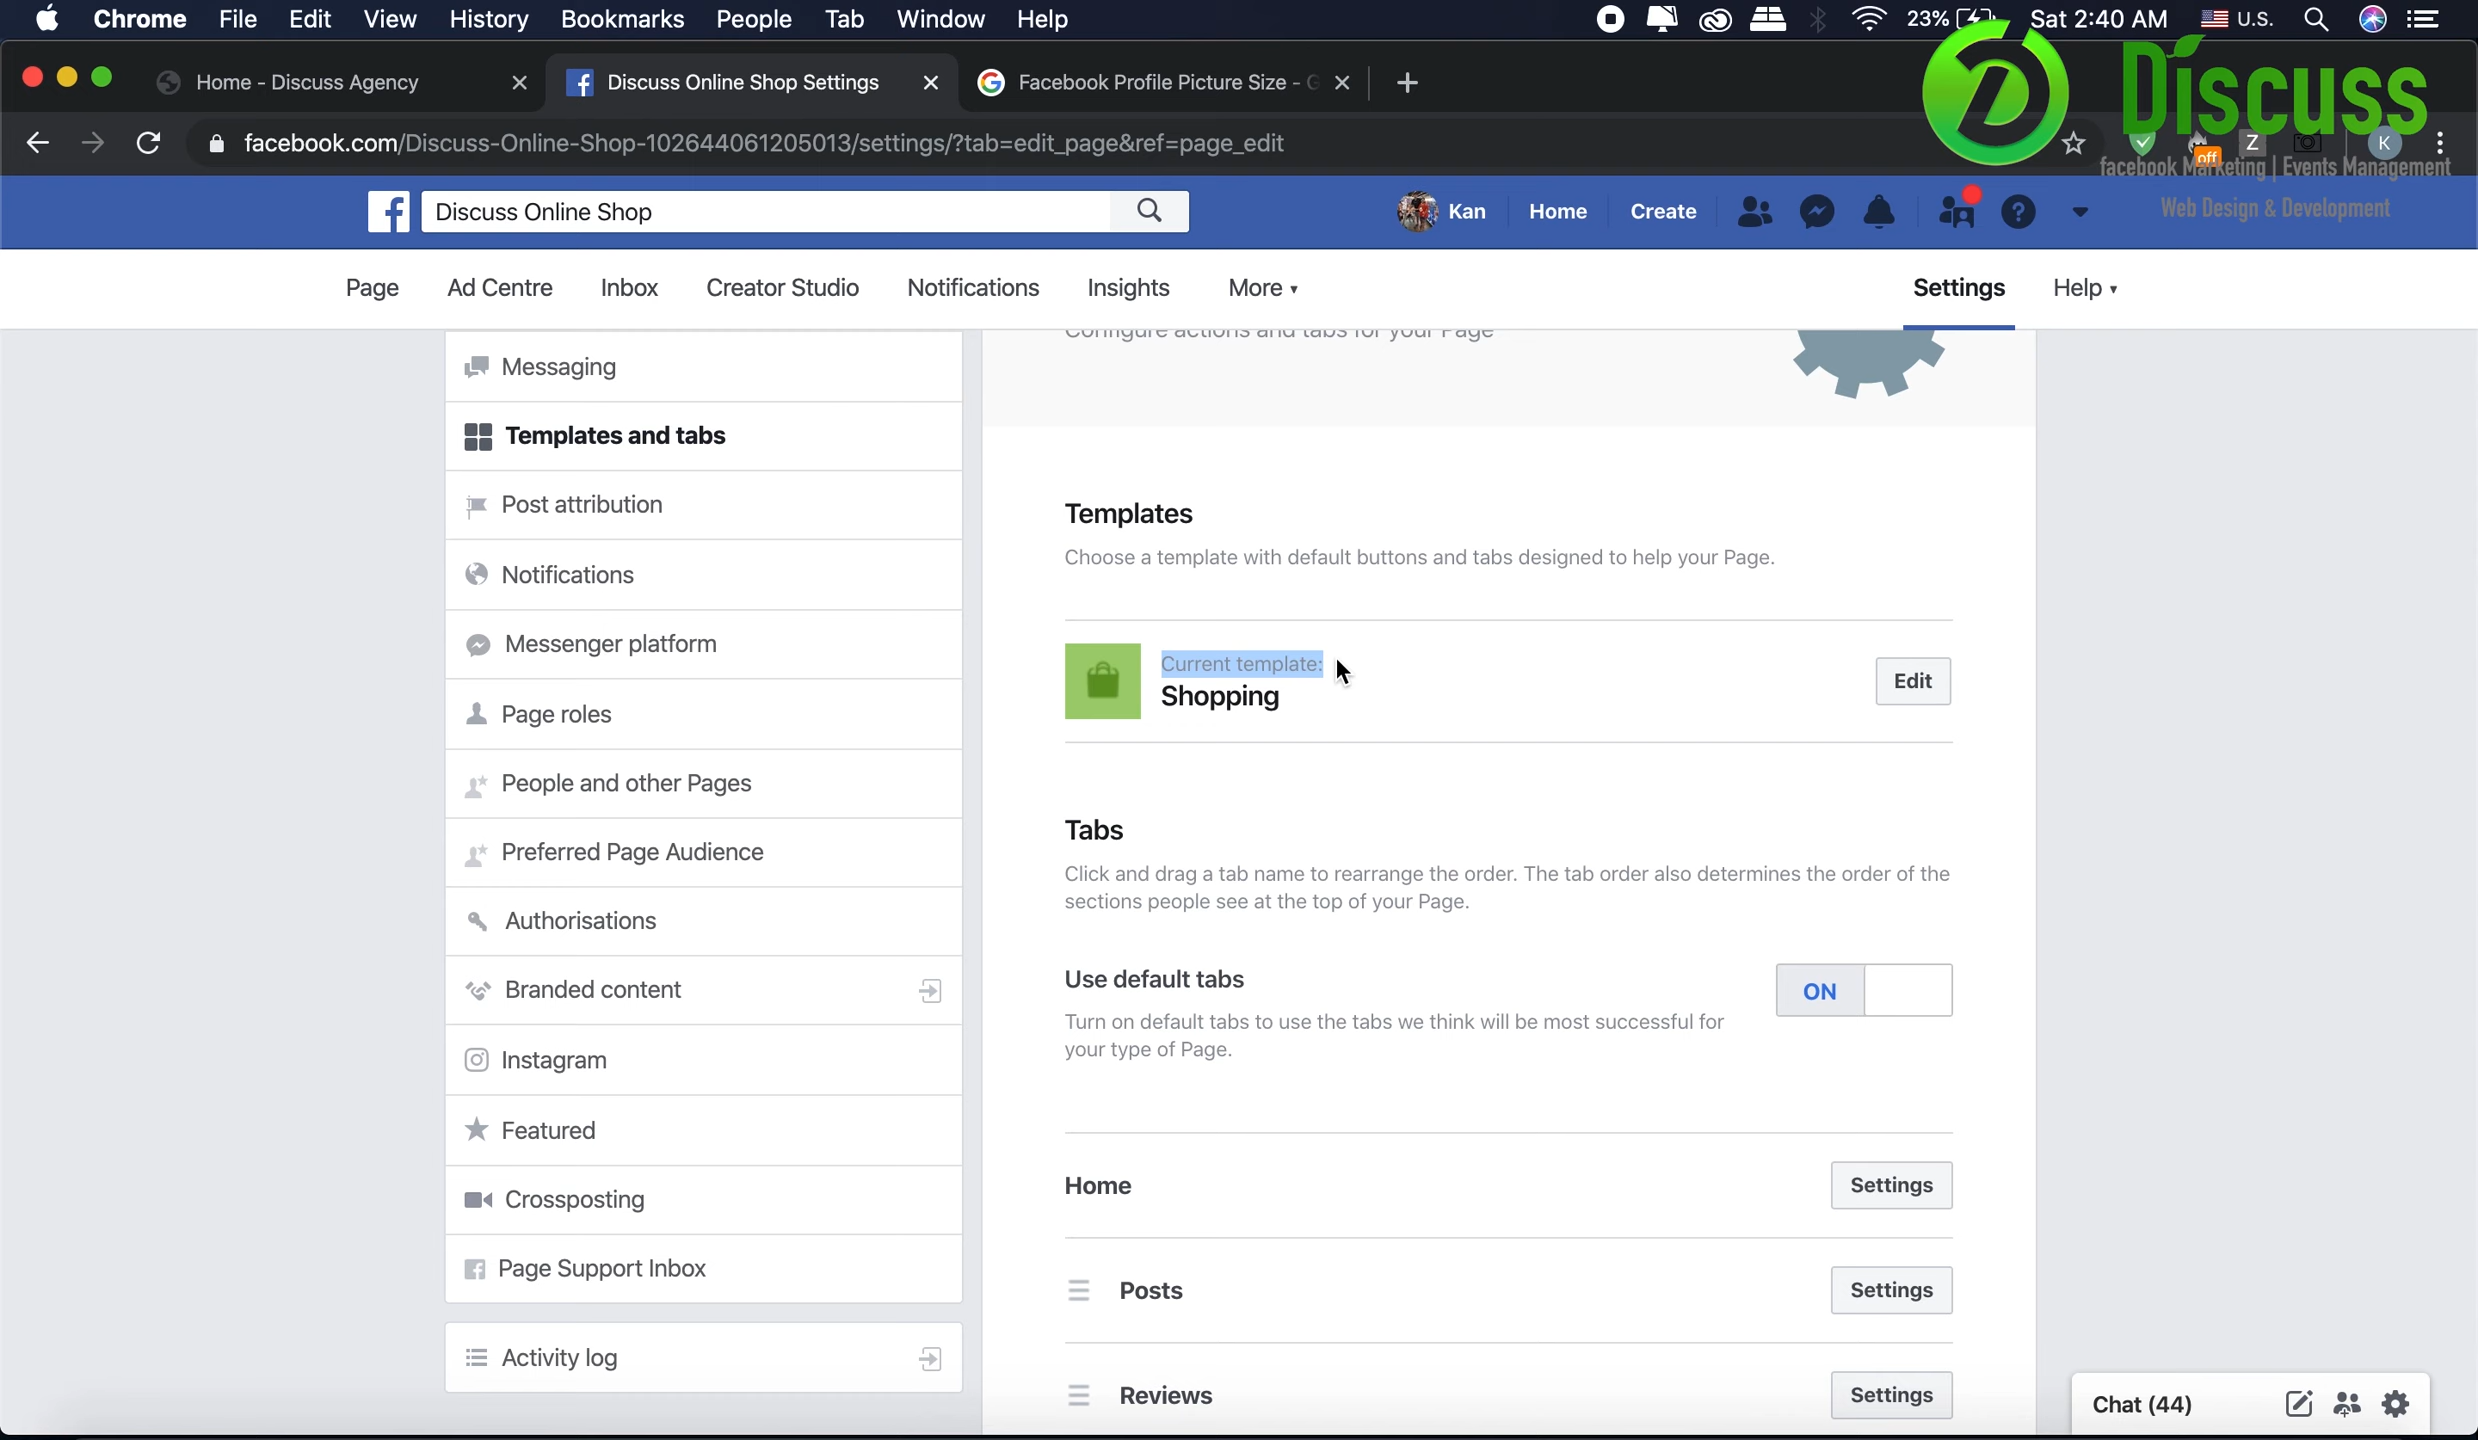 Chrome File Edit View History Bookmarks People Tab Window Help 23% Sat 2:40 AM U.S.
Home - Discuss Agency Discuss Online Shop Settings Facebook Profile Picture Size - G
Discuss
facebook.com/Discuss-Online-Shop-102644061205013/settings/?tab=edit_page&ref=page_edit off Z K
facebook Marketing | Events Management
Web Design & Development
Discuss Online Shop Kan Home Create
Page Ad Centre Inbox Creator Studio Notifications Insights More Settings Help
Configure actions and tabs for your Page
Messaging
Templates and tabs
Post attribution
Notifications
Messenger platform
Page roles
People and other Pages
Preferred Page Audience
Authorisations
Branded content
Instagram
Featured
Crossposting
Page Support Inbox
Activity log
Templates
Choose a template with default buttons and tabs designed to help your Page.
Current template:
Shopping
Edit
Tabs
Click and drag a tab name to rearrange the order. The tab order also determines the order of the
sections people see at the top of your Page.
Use default tabs
ON
Turn on default tabs to use the tabs we think will be most successful for
your type of Page.
Home Settings
Posts Settings
Reviews Settings
Chat (44)